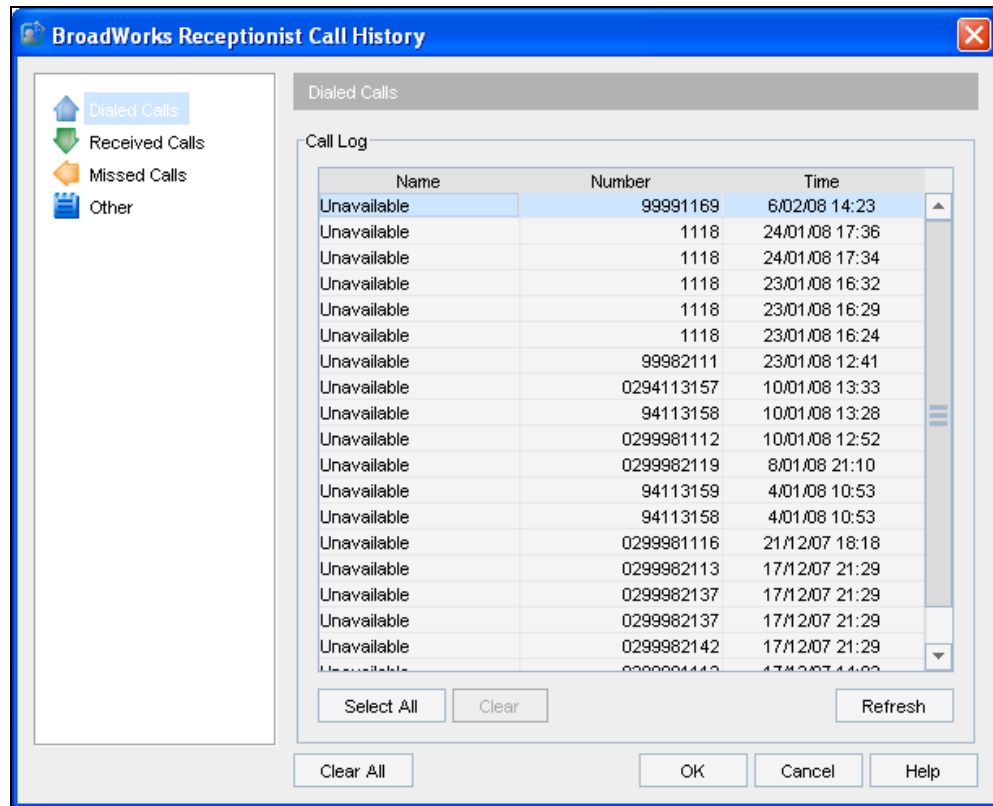 BroadWorks Receptionist Call History
Dialed Calls
Received Calls
Missed Calls
Other
Dialed Calls
Call Log
Name Number Time
Unavailable 99991169 6/02/08 14:23
Unavailable 1118 24/01/08 17:36
Unavailable 1118 24/01/08 17:34
Unavailable 1118 23/01/08 16:32
Unavailable 1118 23/01/08 16:29
Unavailable 1118 23/01/08 16:24
Unavailable 99982111 23/01/08 12:41
Unavailable 0294113157 10/01/08 13:33
Unavailable 94113158 10/01/08 13:28
Unavailable 0299981112 10/01/08 12:52
Unavailable 0299982119 8/01/08 21:10
Unavailable 94113159 4/01/08 10:53
Unavailable 94113158 4/01/08 10:53
Unavailable 0299981116 21/12/07 18:18
Unavailable 0299982113 17/12/07 21:29
Unavailable 0299982137 17/12/07 21:29
Unavailable 0299982137 17/12/07 21:29
Unavailable 0299982142 17/12/07 21:29
Select All Clear Refresh
Clear All OK Cancel Help